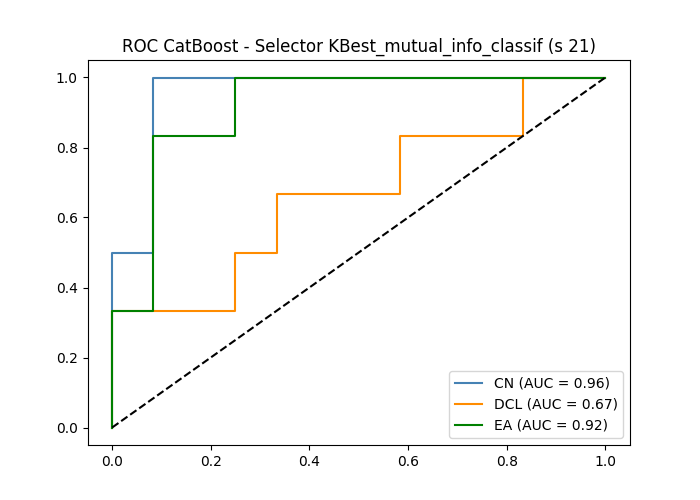 ROC CatBoost - Selector KBest_mutual_info_classif (s 21)
1.0
0.8
0.6
0.4
0.2
0.0
0.0 0.2 0.4 0.6 0.8 1.0
CN (AUC = 0.96)
DCL (AUC = 0.67)
EA (AUC = 0.92)